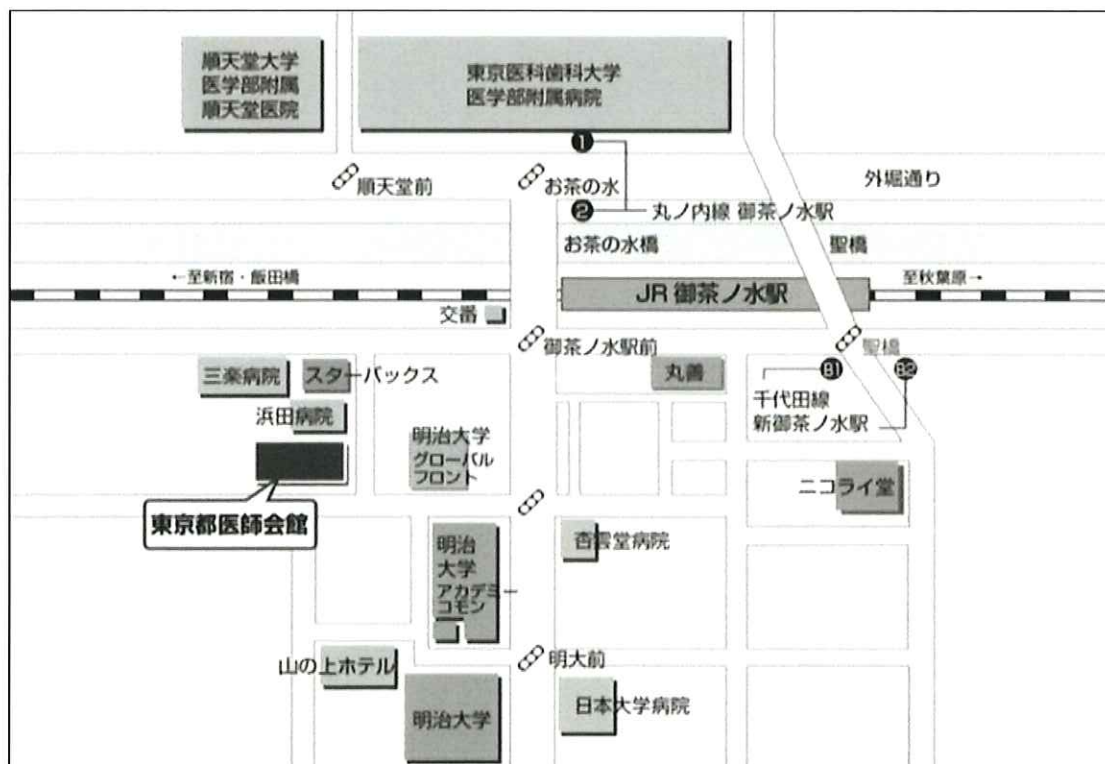 順天堂大学
医学部附属
順天堂医院
東京医科歯科大学
医学部附属病院
1
順天堂前
お茶の水
外堀通り
2
丸ノ内線 御茶ノ水駅
お茶の水橋
聖橋
←至新宿・飯田橋
至秋葉原→
JR 御茶ノ水駅
交番
御茶ノ水駅前
聖橋
三楽病院
スターバックス
丸善
B1
B2
千代田線
新御茶ノ水駅
浜田病院
明治大学
グローバル
フロント
ニコライ堂
東京都医師会館
明治
大学
アカデミー
コモン
杏雲堂病院
山の上ホテル
明大前
明治大学
日本大学病院